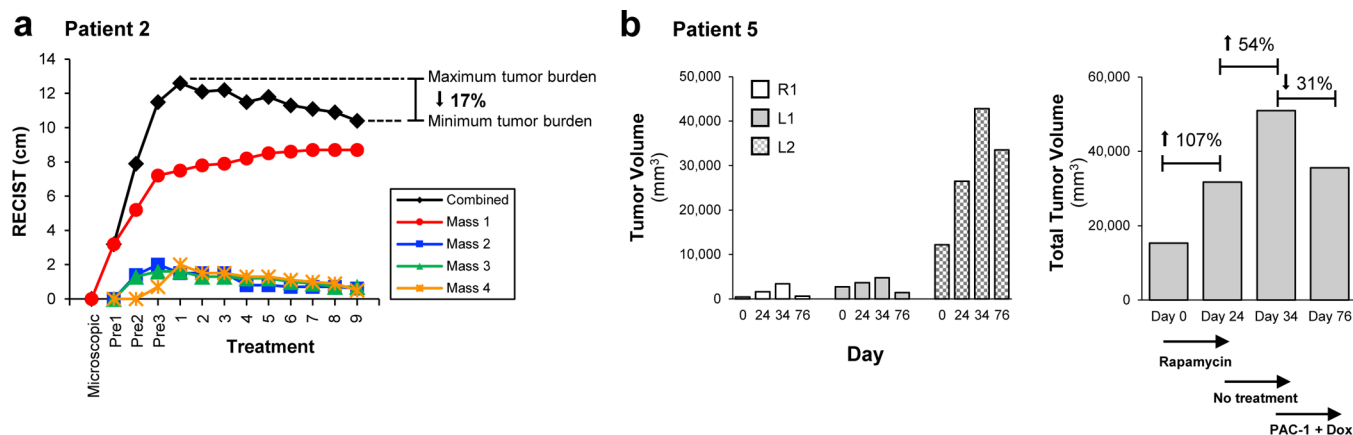 a Patient 2
14
12
10
8
6
4
2
0
RECIST (cm)
Maximum tumor burden
⬇ 17%
Minimum tumor burden
Combined
Mass 1
Mass 2
Mass 3
Mass 4
Microscopic
Pre1
Pre2
Pre3
1
2
3
4
5
6
7
8
9
Treatment
b Patient 5
50,000
40,000
30,000
20,000
10,000
0
Tumor Volume
(mm³)
R1
L1
L2
0 24 34 76
0 24 34 76
0 24 34 76
Day
60,000
40,000
20,000
0
Total Tumor Volume
(mm³)
⬆ 54%
⬇ 31%
⬆ 107%
Day 0 Day 24 Day 34 Day 76
Rapamycin
No treatment
PAC-1 + Dox